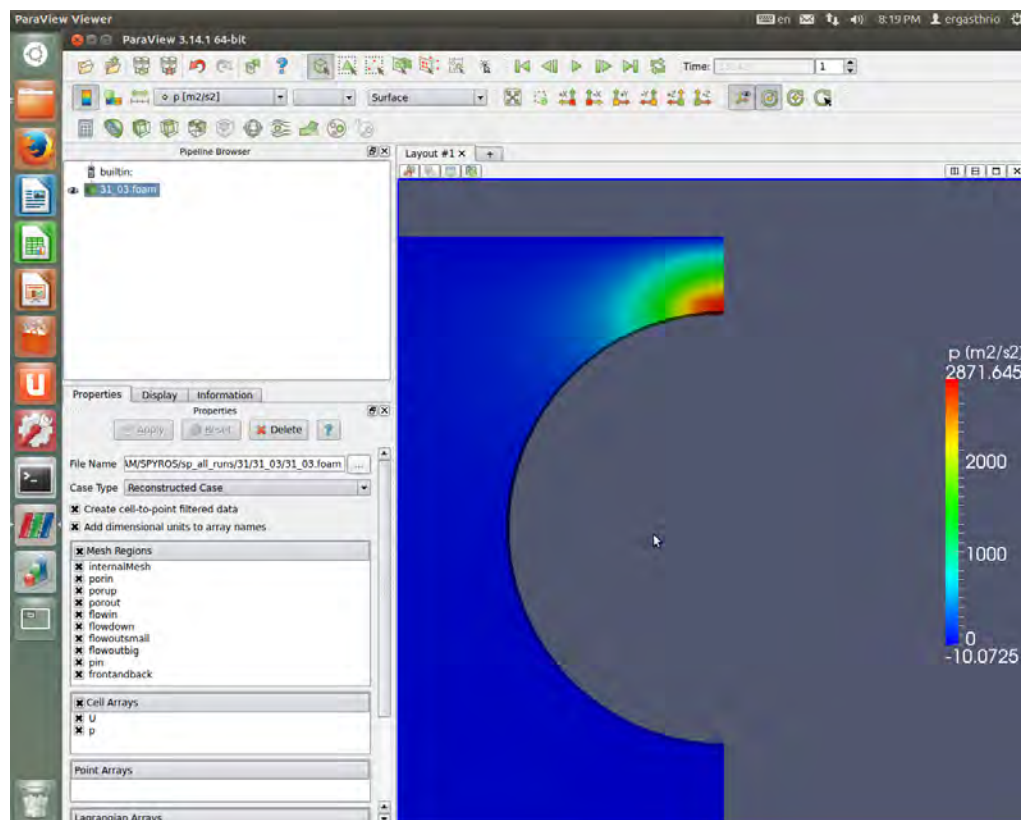 ParaView Viewer
en
8:19 PM
ergasthrio
ParaView 3.14.1 64-bit
Time:
1
p [m2/s2]
Surface
Pipeline Browser
Layout #1
builtin:
31_03.foam
Properties
Display
Information
Properties
Apply
Reset
Delete
?
File Name
AM/SPYROS/sp_all_runs/31/31_03/31_03.foam
...
Case Type
Reconstructed Case
Create cell-to-point filtered data
Add dimensional units to array names
Mesh Regions
internalMesh
porin
porup
porout
flowin
flowdown
flowoutsmall
flowoutbig
pin
frontandback
Cell Arrays
U
p
Point Arrays
Lagrangian Arrays
p (m2/s2)
2871.645
2000
1000
0
-10.0725